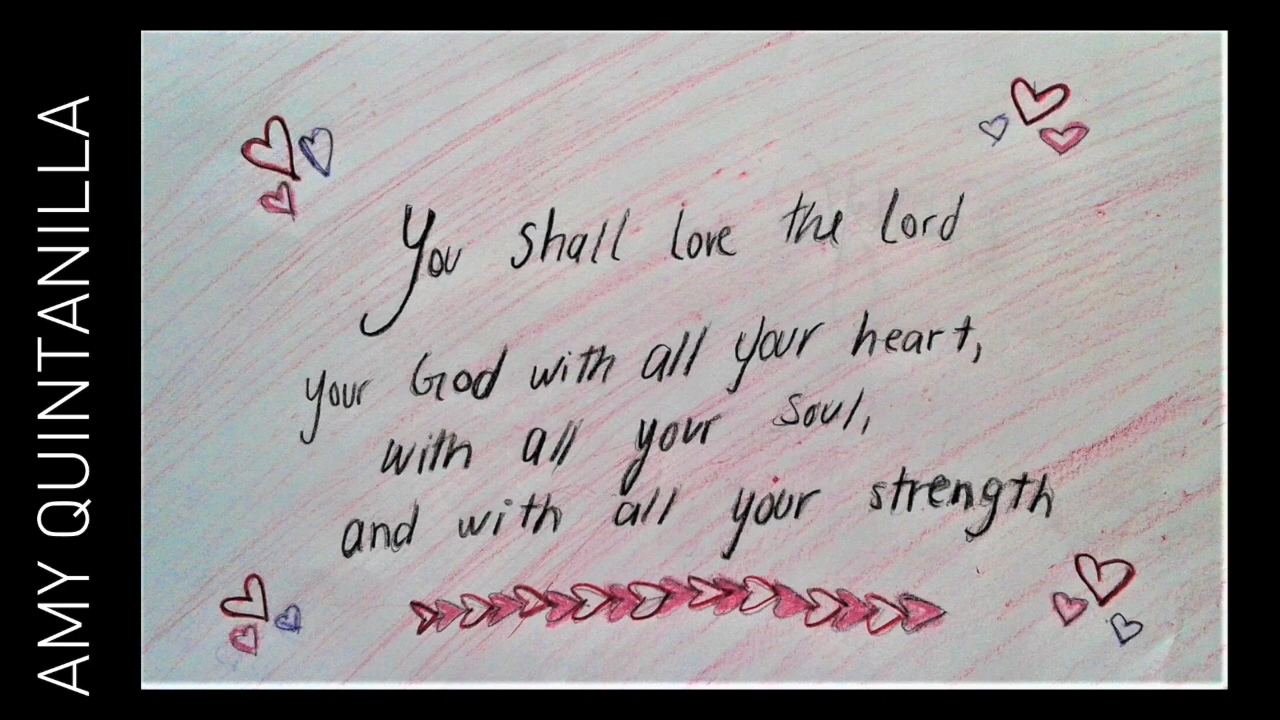 AMY QUINTANILLA
You shall love the Lord
your God with all your heart,
with all your soul,
and with all your strength